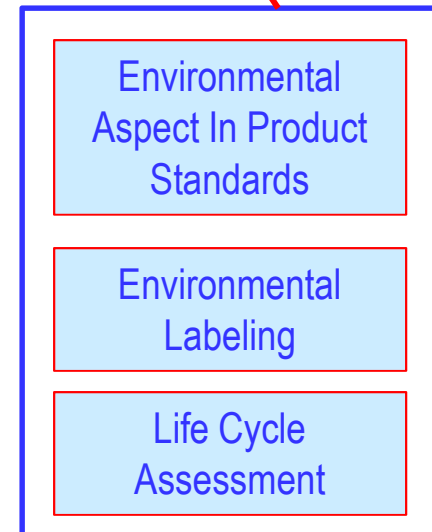 Environmental
Aspect In Product
Standards
Environmental
Labeling
Life Cycle
Assessment